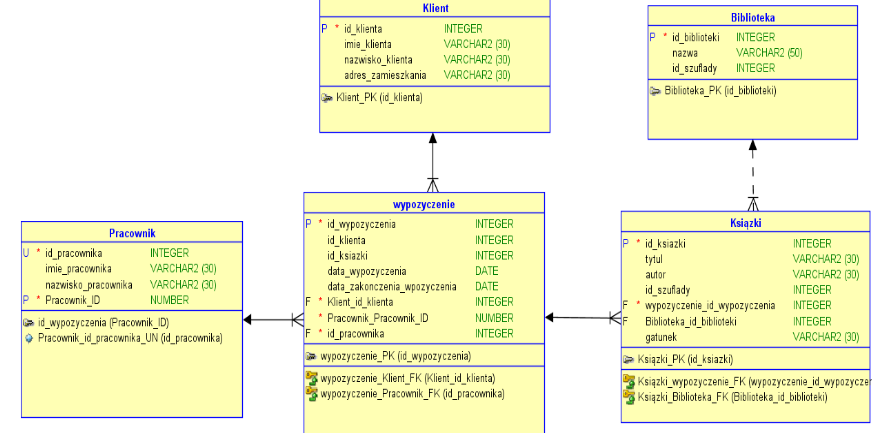 Klient
P * id_klienta INTEGER
imie_klienta VARCHAR2 (30)
nazwisko_klienta VARCHAR2 (30)
adres_zamieszkania VARCHAR2 (30)
Klient_PK (id_klienta)
Biblioteka
P * id_biblioteki INTEGER
nazwa VARCHAR2 (50)
id_szuflady INTEGER
Biblioteka_PK (id_biblioteki)
Pracownik
U * id_pracownika INTEGER
imie_pracownika VARCHAR2 (30)
nazwisko_pracownika VARCHAR2 (30)
P * Pracownik_ID NUMBER
id_wypozyczenia (Pracownik_ID)
Pracownik_id_pracownika_UN (id_pracownika)
wypozyczenie
P * id_wypozyczenia INTEGER
id_klienta INTEGER
id_ksiazki INTEGER
data_wypozyczenia DATE
data_zakonczenia_wpozyczenia DATE
F * Klient_id_klienta INTEGER
* Pracownik_Pracownik_ID NUMBER
F * id_pracownika INTEGER
wypozyczenie_PK (id_wypozyczenia)
wypozyczenie_Klient_FK (Klient_id_klienta)
wypozyczenie_Pracownik_FK (id_pracownika)
Książki
P * id_ksiazki INTEGER
tytul VARCHAR2 (30)
autor VARCHAR2 (30)
id_szuflady INTEGER
F * wypozyczenie_id_wypozyczenia INTEGER
F Biblioteka_id_biblioteki INTEGER
gatunek VARCHAR2 (30)
Książki_PK (id_ksiazki)
Książki_wypozyczenie_FK (wypozyczenie_id_wypozyczer
Książki_Biblioteka_FK (Biblioteka_id_biblioteki)